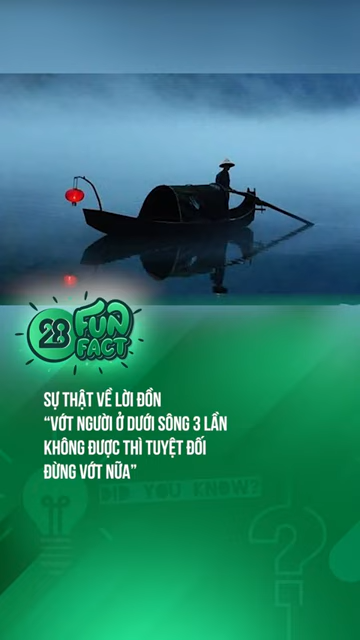 28
FUN
FACT
SỰ THẬT VỀ LỜI ĐỒN
“VỚT NGƯỜI Ở DƯỚI SÔNG 3 LẦN
KHÔNG ĐƯỢC THÌ TUYỆT ĐỐI
ĐỪNG VỚT NỮA”
DID YOU KNOW?